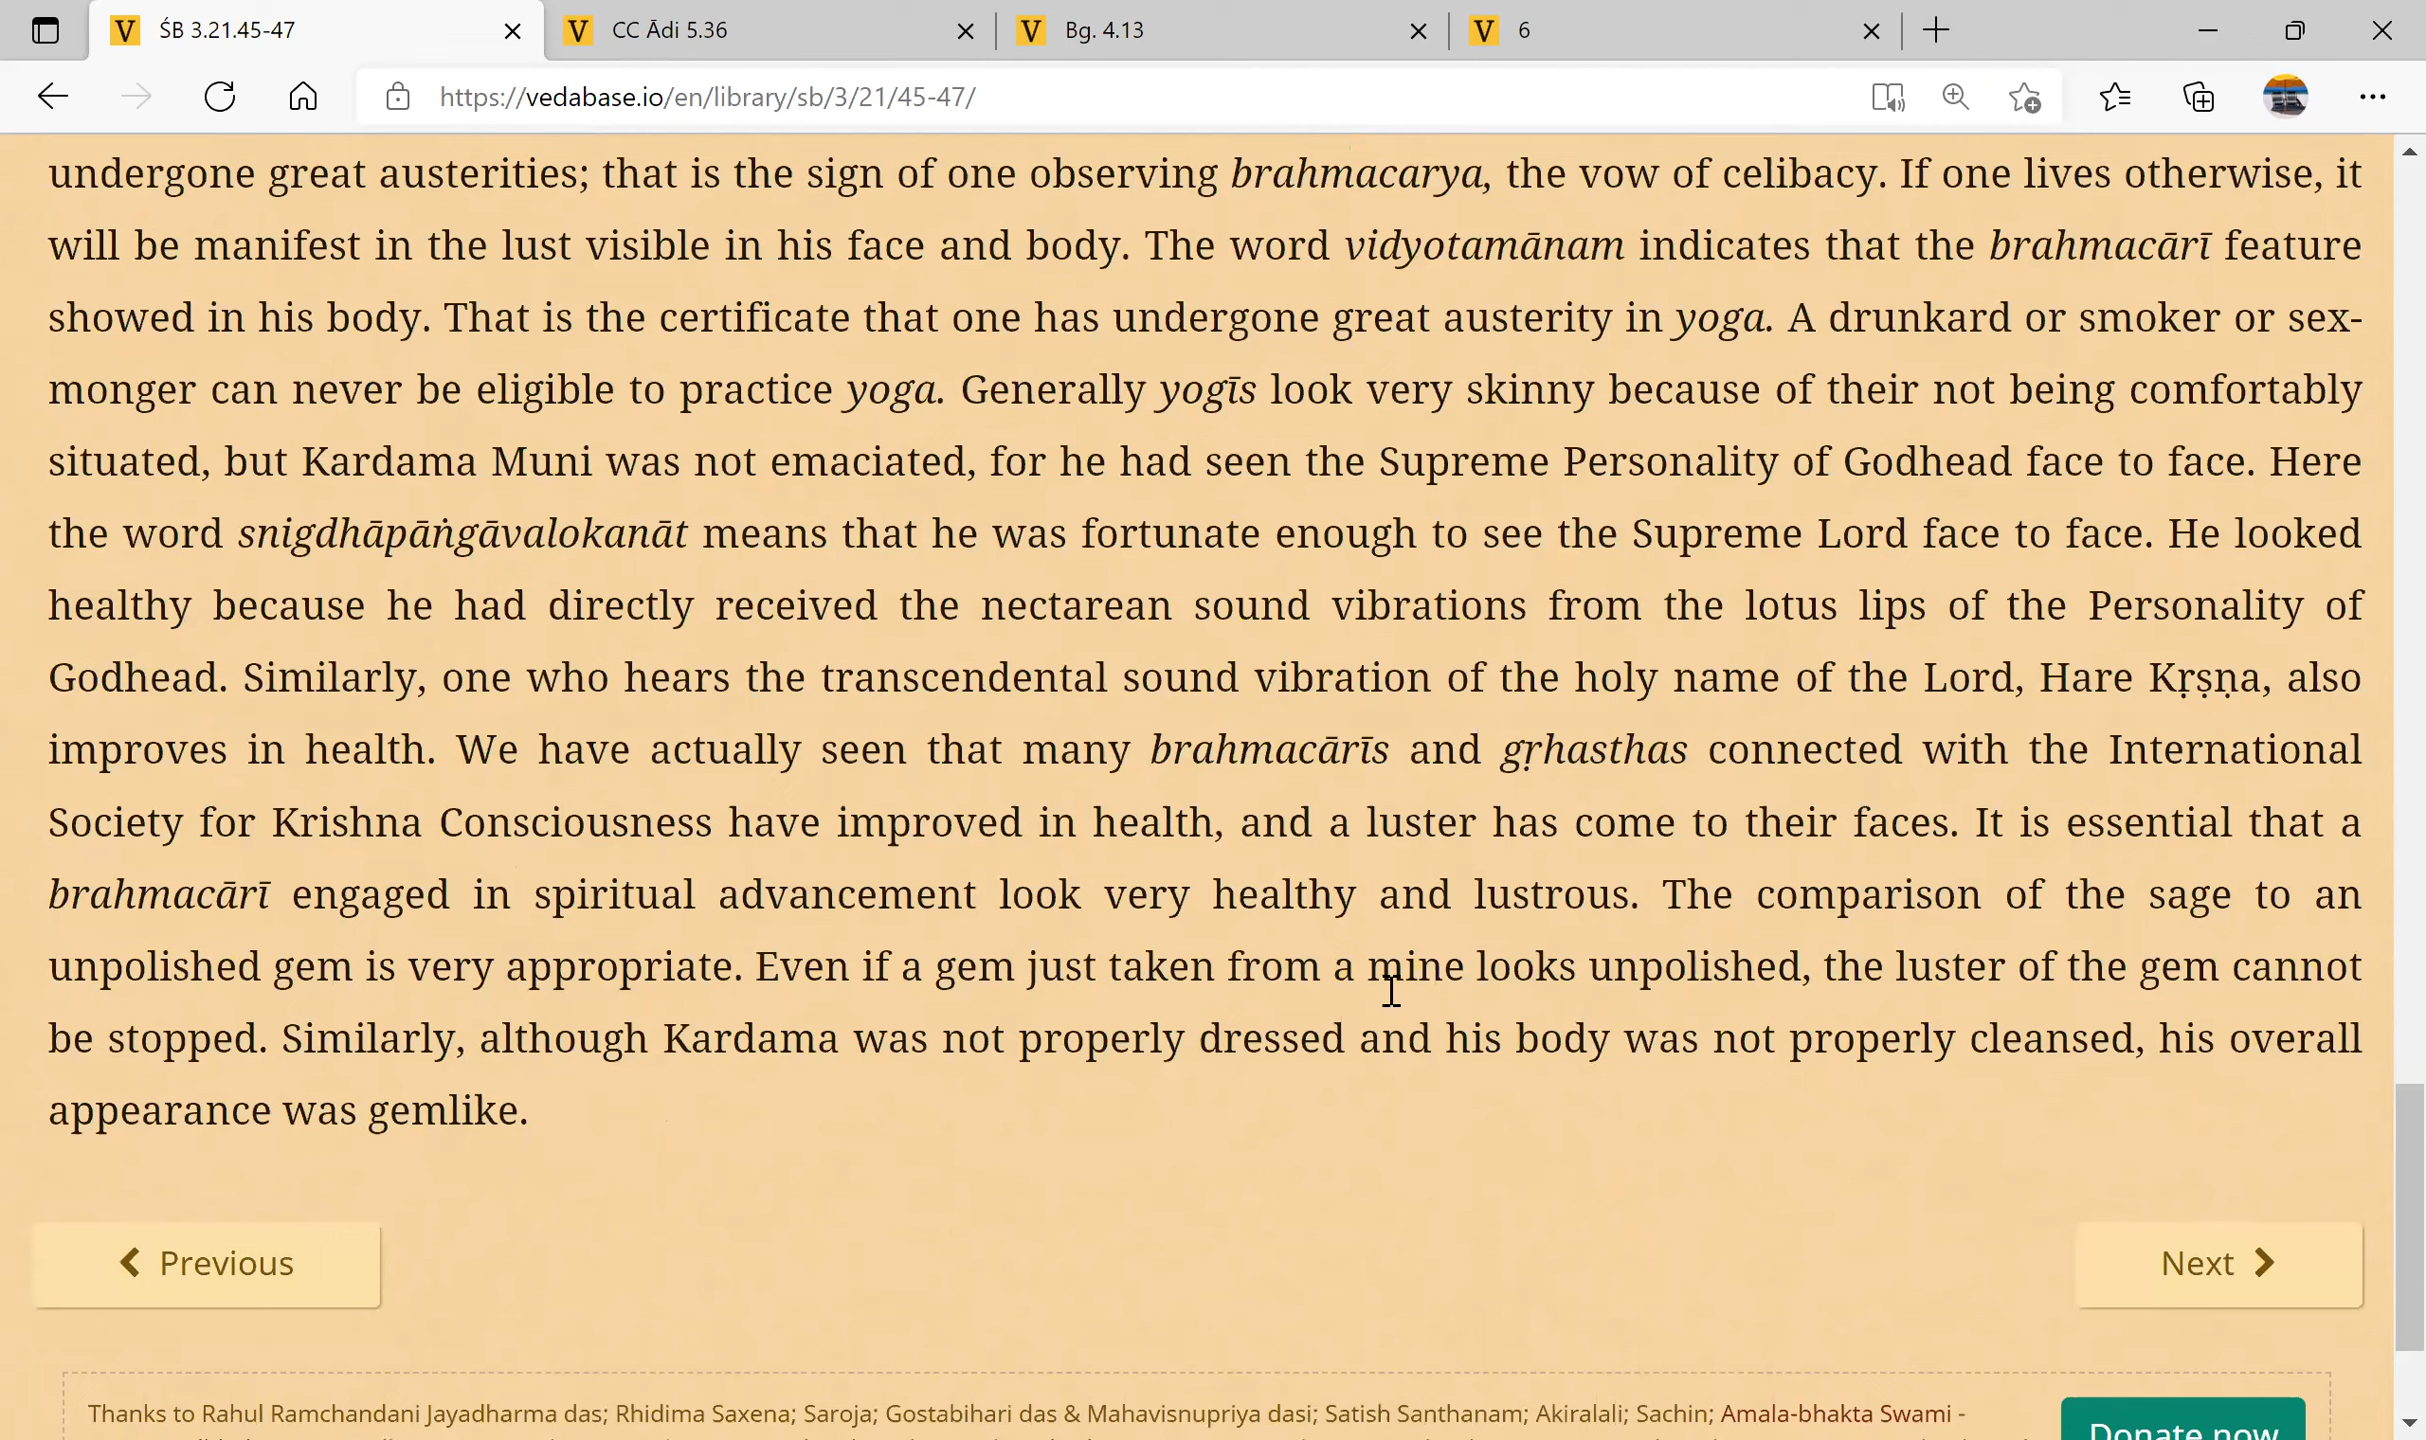 ŚB 3.21.45-47
CC Ādi 5.36
Bg. 4.13
6
https://vedabase.io/en/library/sb/3/21/45-47/
undergone great austerities; that is the sign of one observing brahmacarya, the vow of celibacy. If one lives otherwise, it
will be manifest in the lust visible in his face and body. The word vidyotamānam indicates that the brahmacārī feature
showed in his body. That is the certificate that one has undergone great austerity in yoga. A drunkard or smoker or sex-
monger can never be eligible to practice yoga. Generally yogīs look very skinny because of their not being comfortably
situated, but Kardama Muni was not emaciated, for he had seen the Supreme Personality of Godhead face to face. Here
the word snigdhāpāṅgāvalokanāt means that he was fortunate enough to see the Supreme Lord face to face. He looked
healthy because he had directly received the nectarean sound vibrations from the lotus lips of the Personality of
Godhead. Similarly, one who hears the transcendental sound vibration of the holy name of the Lord, Hare Kṛṣṇa, also
improves in health. We have actually seen that many brahmacārīs and gṛhasthas connected with the International
Society for Krishna Consciousness have improved in health, and a luster has come to their faces. It is essential that a
brahmacārī engaged in spiritual advancement look very healthy and lustrous. The comparison of the sage to an
unpolished gem is very appropriate. Even if a gem just taken from a mine looks unpolished, the luster of the gem cannot
be stopped. Similarly, although Kardama was not properly dressed and his body was not properly cleansed, his overall
appearance was gemlike.
Previous
Next
Thanks to Rahul Ramchandani Jayadharma das; Rhidima Saxena; Saroja; Gostabihari das & Mahavisnupriya dasi; Satish Santhanam; Akiralali; Sachin; Amala-bhakta Swami -
Donate now